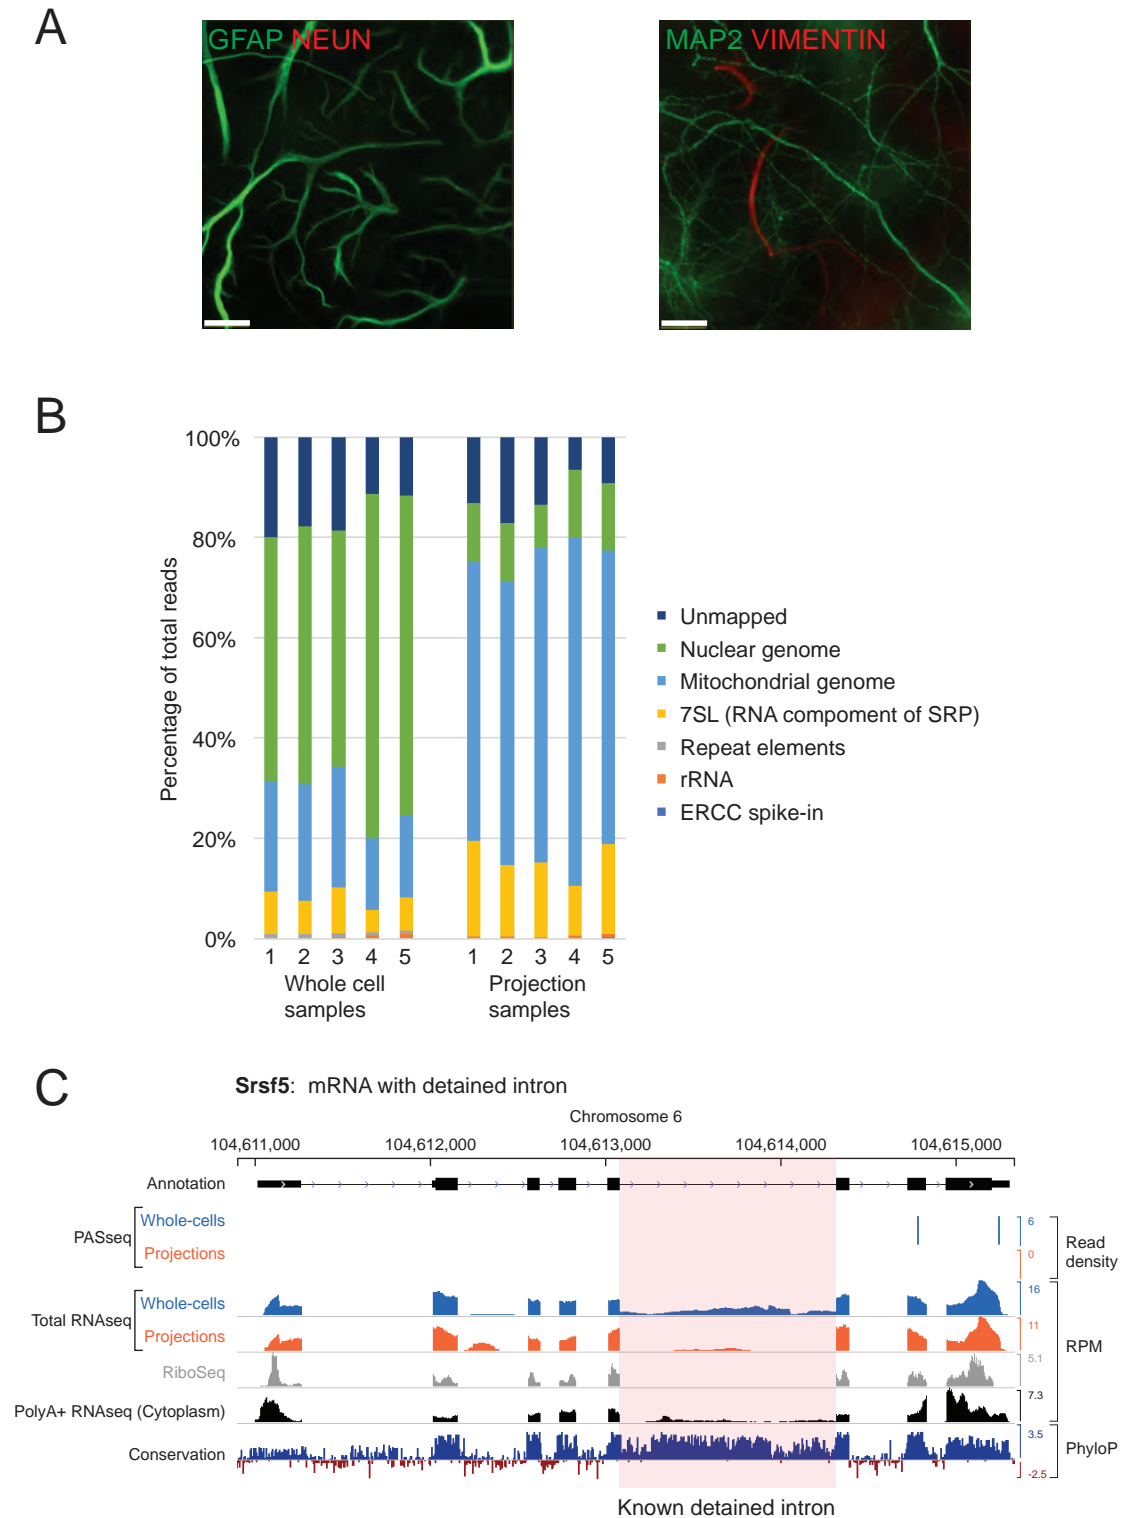 A
GFAP NEUN
MAP2 VIMENTIN
B
100%
80%
60%
40%
20%
0%
Percentage of total reads
1 2 3 4 5
1 2 3 4 5
Whole cell
samples
Projection
samples
Unmapped
Nuclear genome
Mitochondrial genome
7SL (RNA compoment of SRP)
Repeat elements
rRNA
ERCC spike-in
C
Srsf5: mRNA with detained intron
Chromosome 6
104,611,000 104,612,000 104,613,000 104,614,000 104,615,000
Annotation
PASseq
Whole-cells
6
Projections
0
Read
density
Total RNAseq
Whole-cells
16
Projections
11
RPM
RiboSeq
5.1
PolyA+ RNAseq (Cytoplasm)
7.3
Conservation
3.5
-2.5
PhyloP
Known detained intron